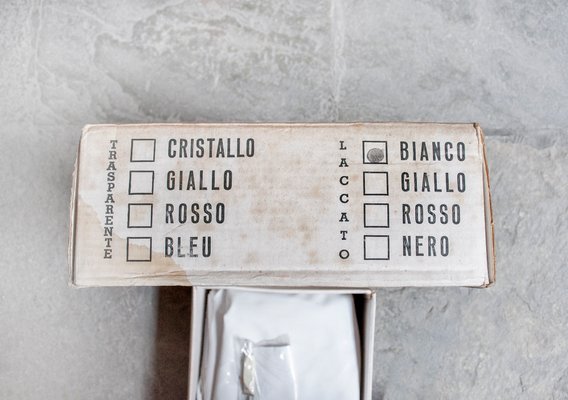 TRASPARENTE
CRISTALLO
GIALLO
ROSSO
BLEU
LACCATO
BIANCO
GIALLO
ROSSO
NERO